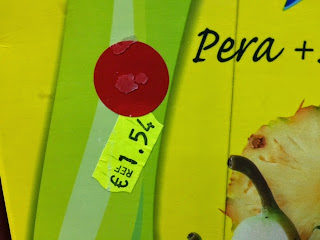 Pera +
€ 1.54
REF